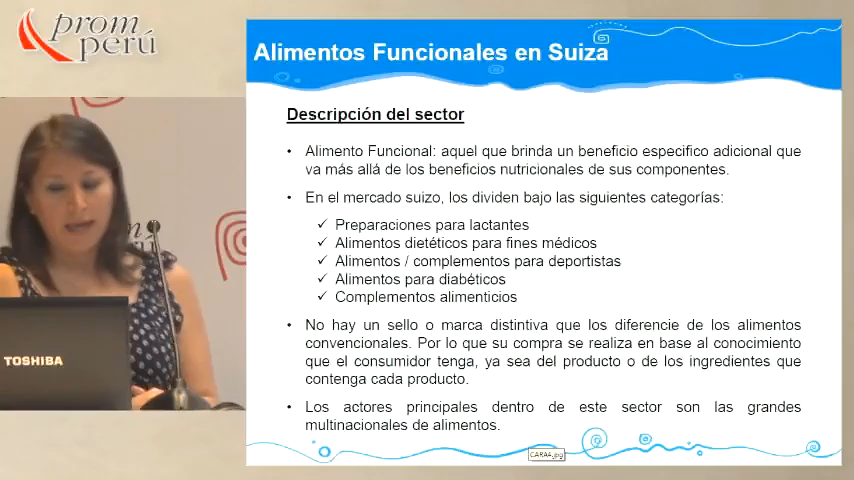 prom
perú
Alimentos Funcionales en Suiza
Descripción del sector
• Alimento Funcional: aquel que brinda un beneficio especifico adicional que
va más allá de los beneficios nutricionales de sus componentes.
• En el mercado suizo, los dividen bajo las siguientes categorías:
✓ Preparaciones para lactantes
✓ Alimentos dietéticos para fines médicos
✓ Alimentos / complementos para deportistas
✓ Alimentos para diabéticos
✓ Complementos alimenticios
• No hay un sello o marca distintiva que los diferencie de los alimentos
convencionales. Por lo que su compra se realiza en base al conocimiento
que el consumidor tenga, ya sea del producto o de los ingredientes que
contenga cada producto.
• Los actores principales dentro de este sector son las grandes
multinacionales de alimentos.
CARA4.jpg
TOSHIBA